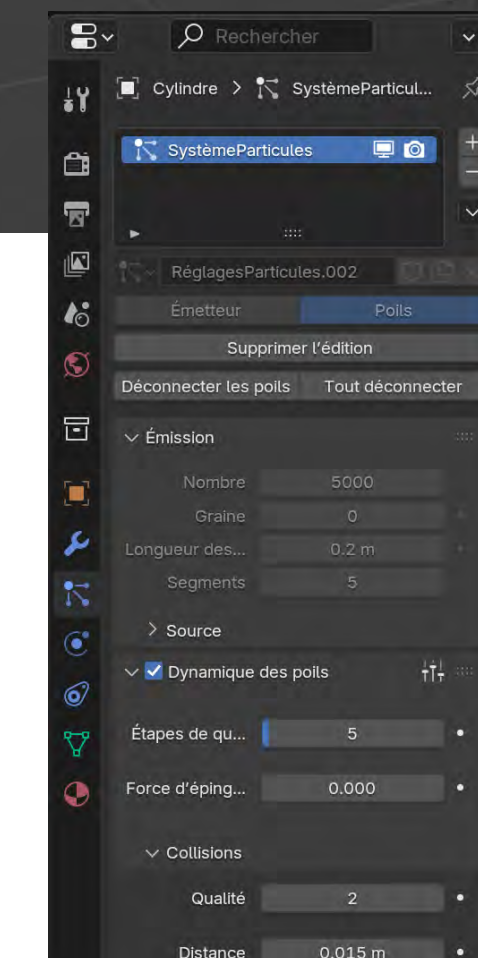 Rechercher
Cylindre > SystèmeParticul...
SystèmeParticules
RéglagesParticules.002
Émetteur Poils
Supprimer l'édition
Déconnecter les poils Tout déconnecter
Émission
Nombre 5000
Graine 0
Longueur des... 0.2 m
Segments 5
Source
Dynamique des poils
Étapes de qu... 5
Force d'éping... 0.000
Collisions
Qualité 2
Distance 0.015 m